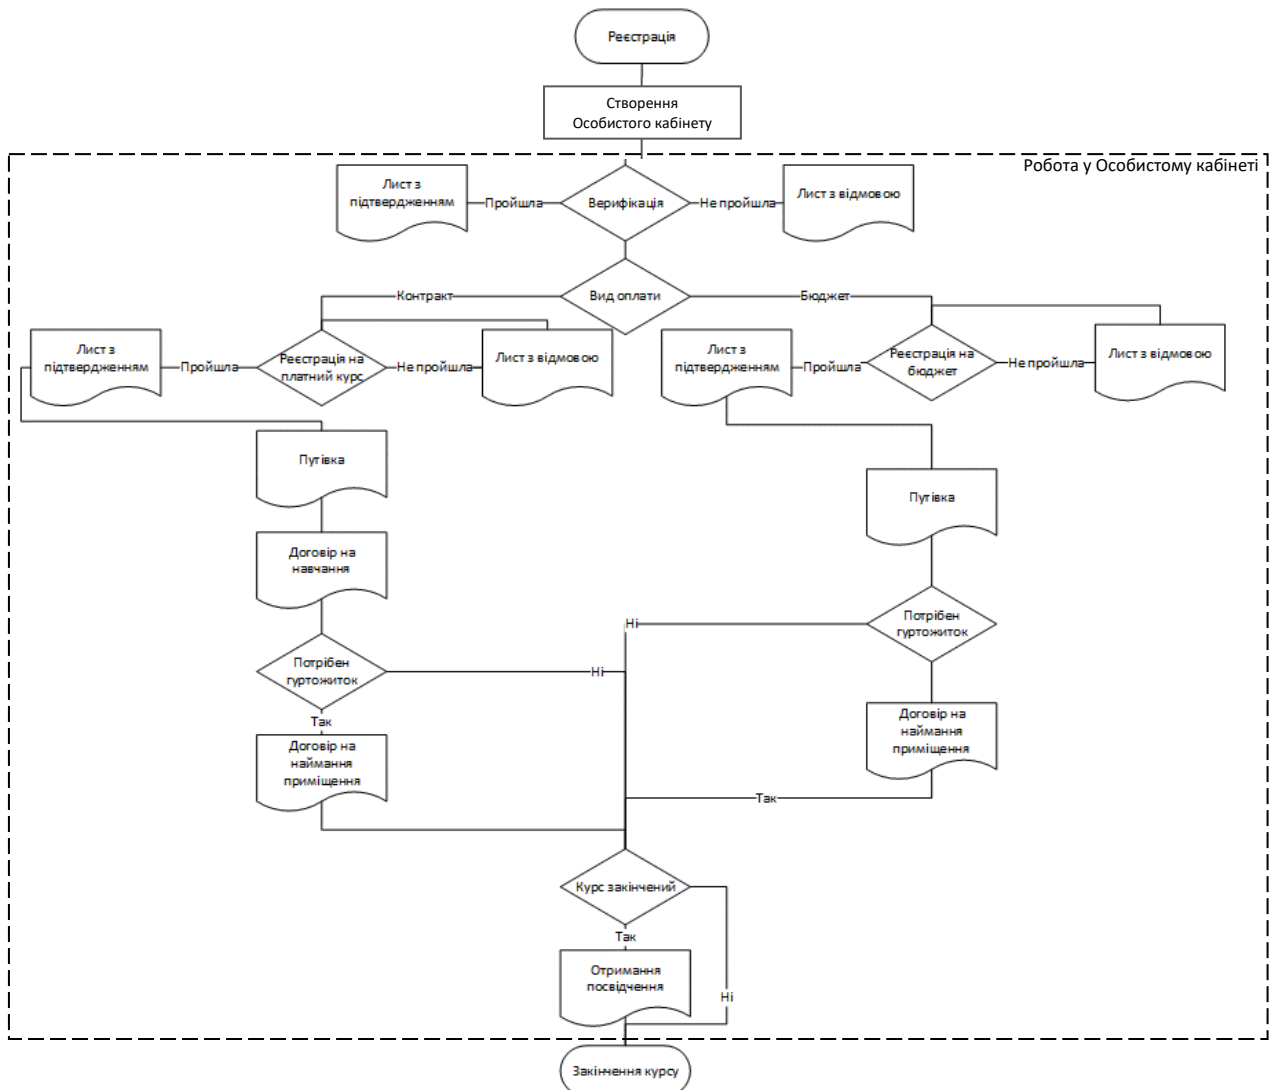 Реєстрація
Створення
Особистого кабінету
Робота у Особистому кабінеті
Лист з
підтвердженням
Пройшла
Верифікація
Не пройшла
Лист з відмовою
Контракт
Вид оплати
Бюджет
Лист з
підтвердженням
Пройшла
Реєстрація на
платний курс
Не пройшла
Лист з відмовою
Лист з
підтвердженням
Пройшла
Реєстрація на
бюджет
Не пройшла
Лист з відмовою
Путівка
Путівка
Договір на
навчання
Ні
Потрібен
гуртожиток
Потрібен
гуртожиток
Ні
Так
Договір на
наймання
приміщення
Договір на
наймання
приміщення
Так
Курс закінчений
Так
Отримання
посвідчення
Ні
Закінчення курсу